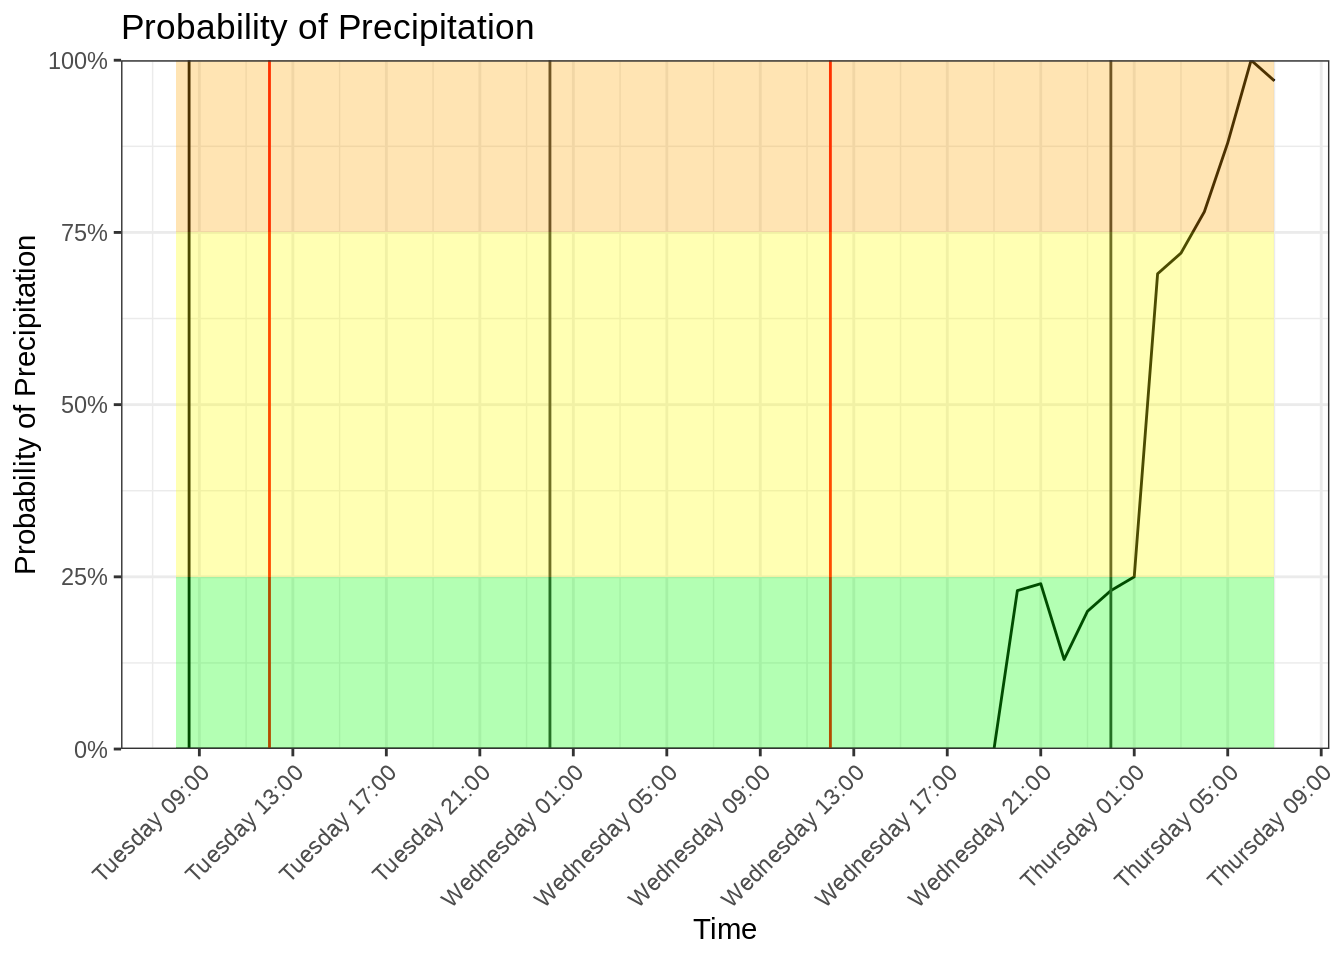 Probability of Precipitation
Probability of Precipitation
100%
75%
50%
25%
0%
Tuesday 09:00
Tuesday 13:00
Tuesday 17:00
Tuesday 21:00
Wednesday 01:00
Wednesday 05:00
Wednesday 09:00
Wednesday 13:00
Wednesday 17:00
Wednesday 21:00
Thursday 01:00
Thursday 05:00
Thursday 09:00
Time